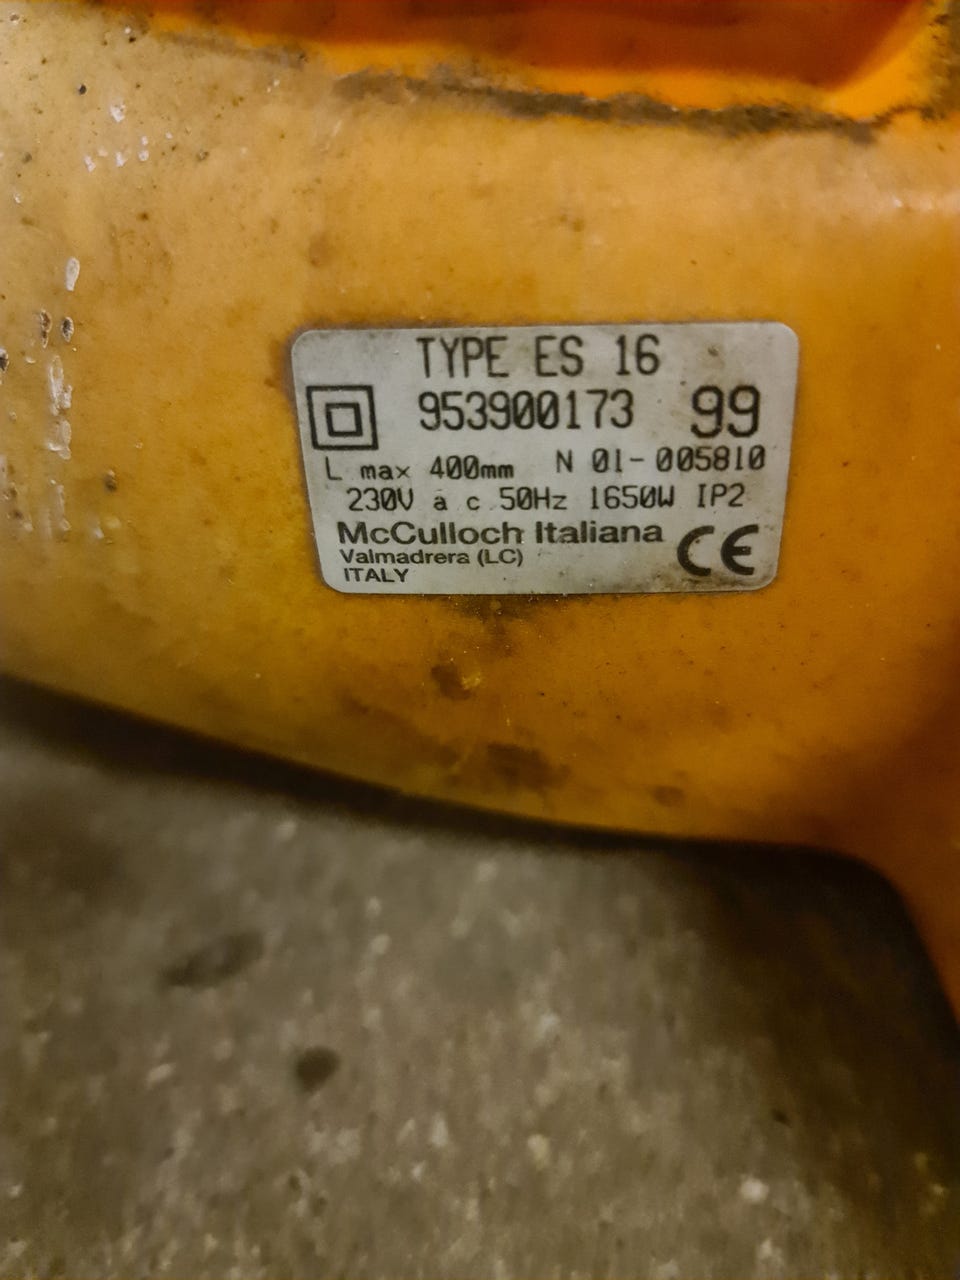 TYPE ES 16
953900173 99
L max 400mm N 01-005810
230V a c 50Hz 1650W IP2
McCulloch Italiana
Valmadrera (LC)
ITALY
CE